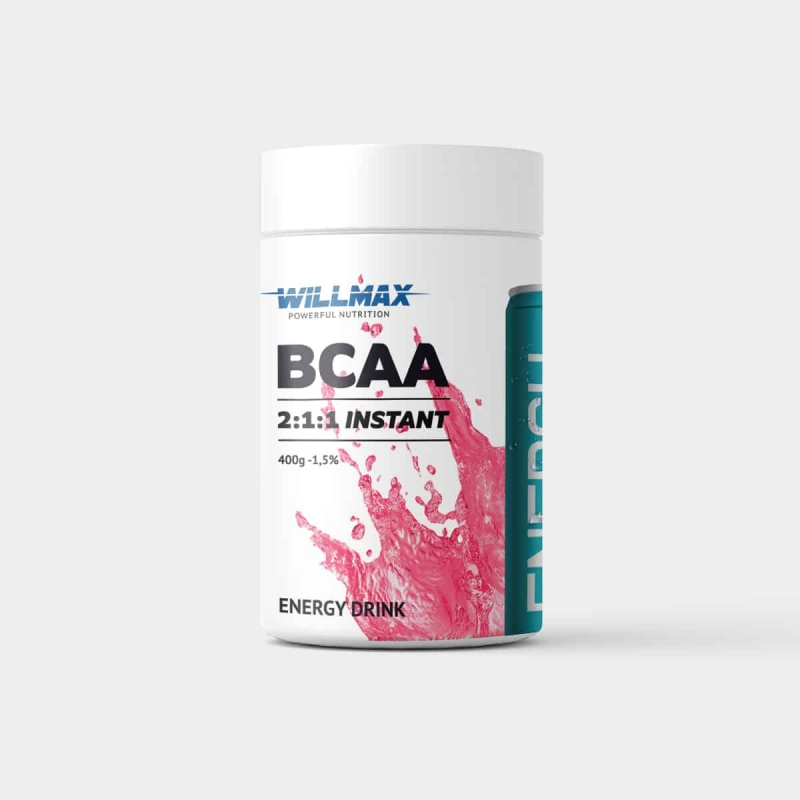 WILLMAX
POWERFUL NUTRITION
BCAA
2:1:1 INSTANT
400g -1,5%
ENERGY DRINK